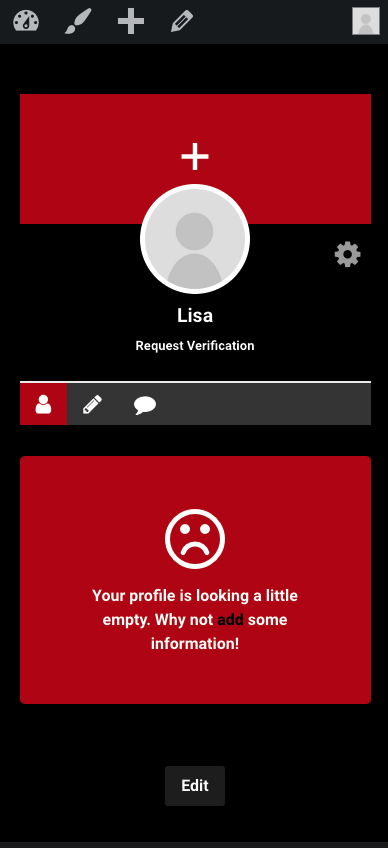 Lisa
Request Verification
Your profile is looking a little
empty. Why not add some
information!
Edit